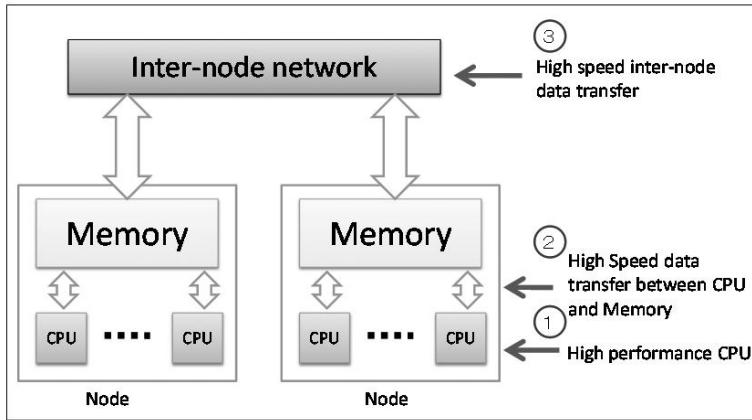 ③
Inter-node network
High speed inter-node
data transfer
Memory
Memory
②
High Speed data
transfer between CPU
and Memory
①
CPU
CPU
CPU
CPU
High performance CPU
Node
Node